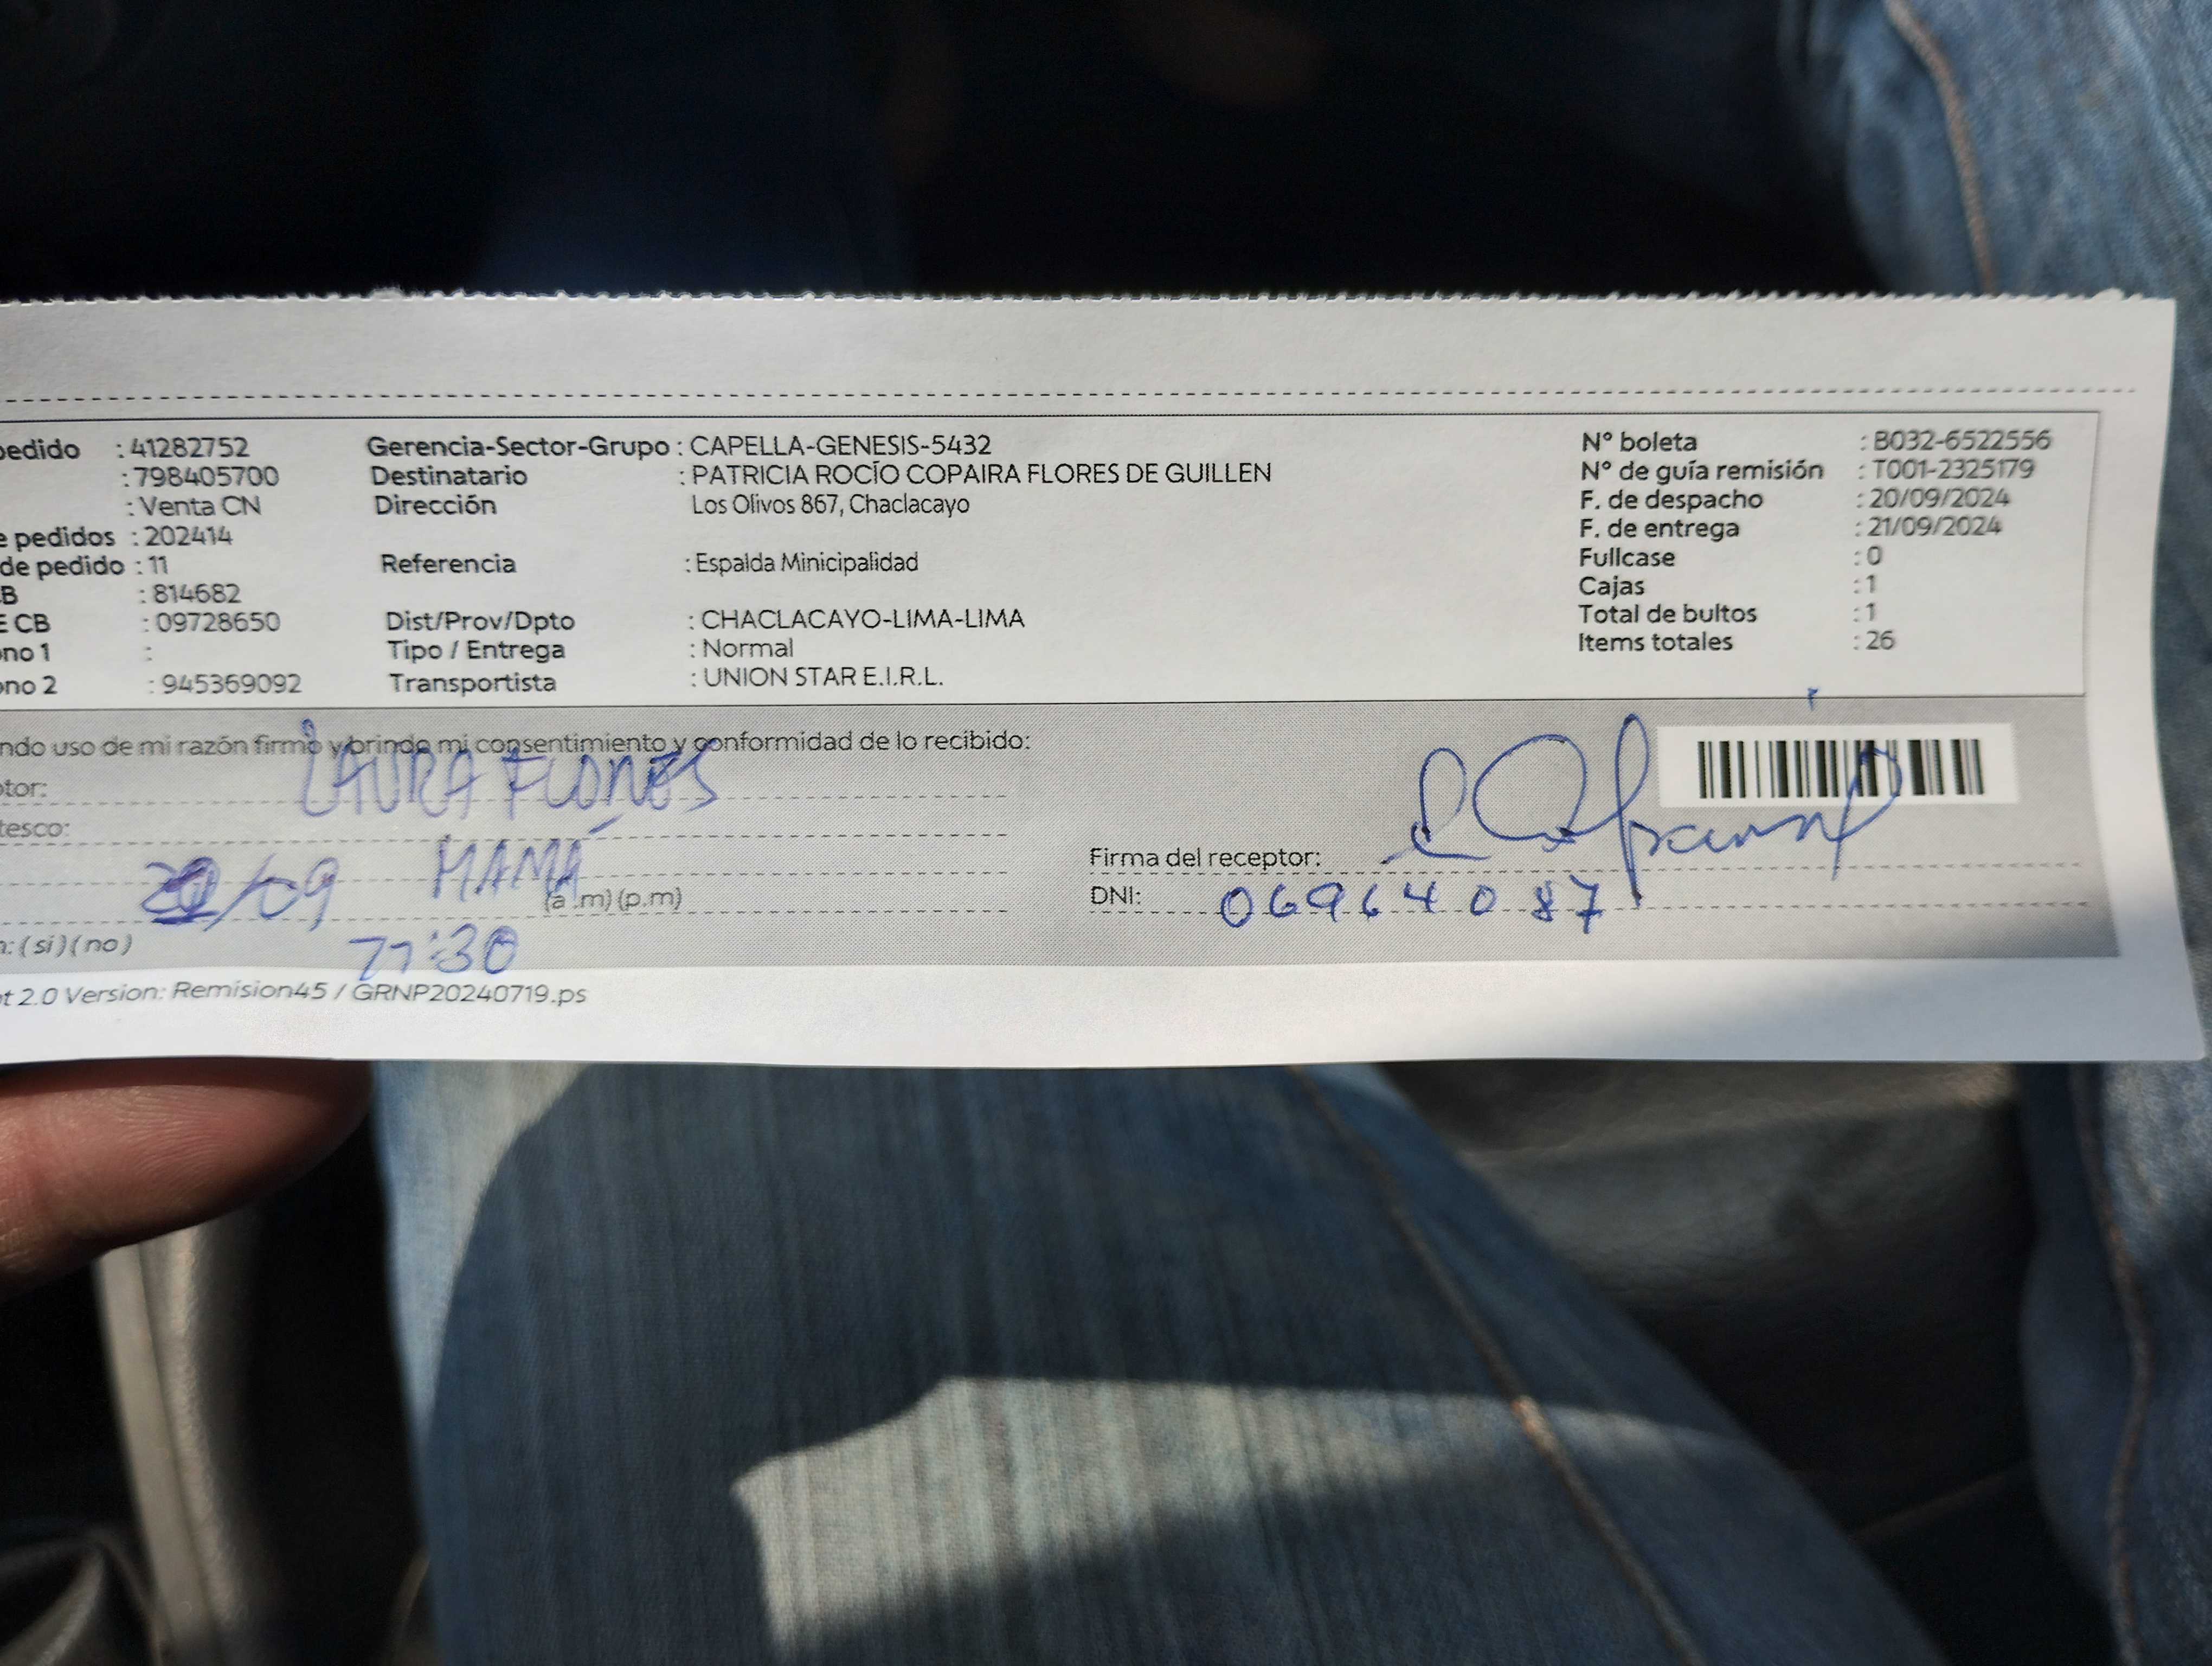 pedido : 41282752 Gerencia-Sector-Grupo : CAPELLA-GENESIS-5432 N° boleta : B032-6522556
: 798405700 Destinatario : PATRICIA ROCÍO COPAIRA FLORES DE GUILLEN N° de guía remisión : T001-2325179
: Venta CN Dirección Los Olivos 867, Chaclacayo F. de despacho : 20/09/2024
e pedidos : 202414 F. de entrega : 21/09/2024
de pedido : 11 Referencia : Espalda Minicipalidad Fullcase : 0
B : 814682 Cajas : 1
E CB : 09728650 Dist/Prov/Dpto : CHACLACAYO-LIMA-LIMA Total de bultos : 1
ono 1 : Tipo / Entrega : Normal Items totales : 26
ono 2 : 945369092 Transportista : UNION STAR E.I.R.L.
ndo uso de mi razón firmo y brindo mi consentimiento y conformidad de lo recibido:
otor: LAURA FLORES
tesco:
MAMÁ Firma del receptor:
/09 (a.m) (p.m) DNI: 06964087
n: (si) (no) 11:30
t 2.0 Version: Remision45 / GRNP20240719.ps